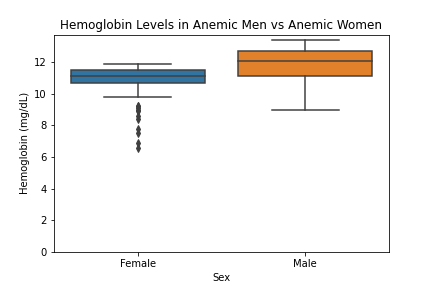 Hemoglobin Levels in Anemic Men vs Anemic Women
12
10
8
6
4
2
0
Hemoglobin (mg/dL)
Female
Male
Sex